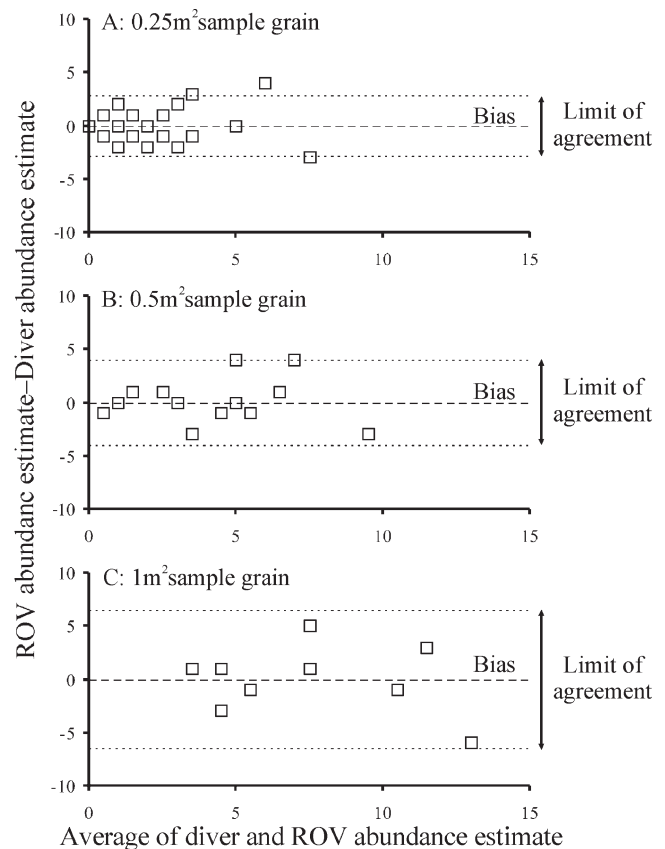 ROV abundanc estimate–Diver abundance estimate
A: 0.25m²sample grain
10
5
0
-5
-10
0
5
10
15
Bias
Limit of
agreement
B: 0.5m²sample grain
10
5
0
-5
-10
0
5
10
15
Bias
Limit of
agreement
C: 1m²sample grain
10
5
0
-5
-10
0
5
10
15
Bias
Limit of
agreement
Average of diver and ROV abundance estimate